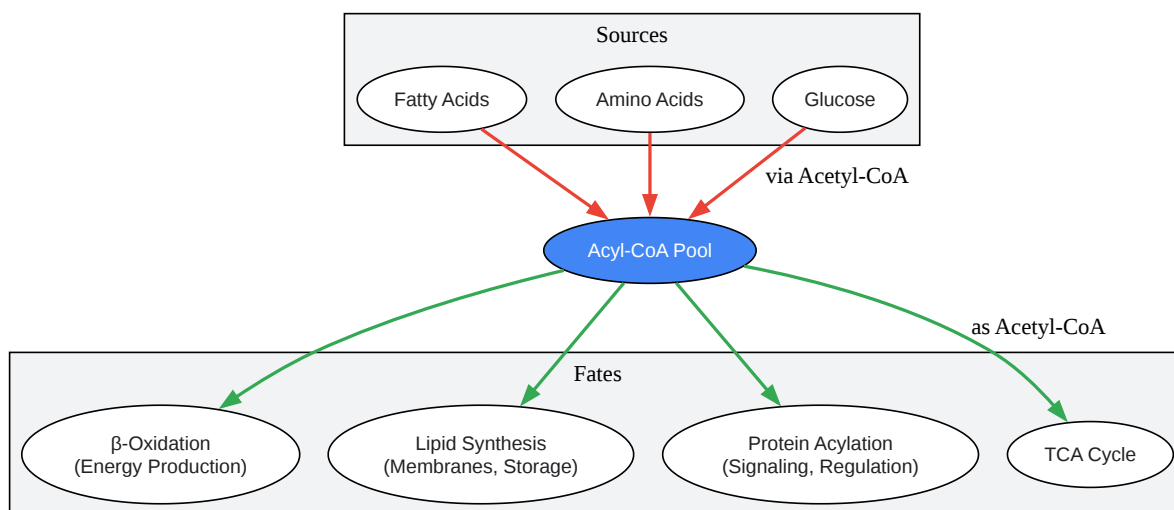 Sources
Fatty Acids
Amino Acids
Glucose
via Acetyl-CoA
Acyl-CoA Pool
as Acetyl-CoA
Fates
β-Oxidation
(Energy Production)
Lipid Synthesis
(Membranes, Storage)
Protein Acylation
(Signaling, Regulation)
TCA Cycle